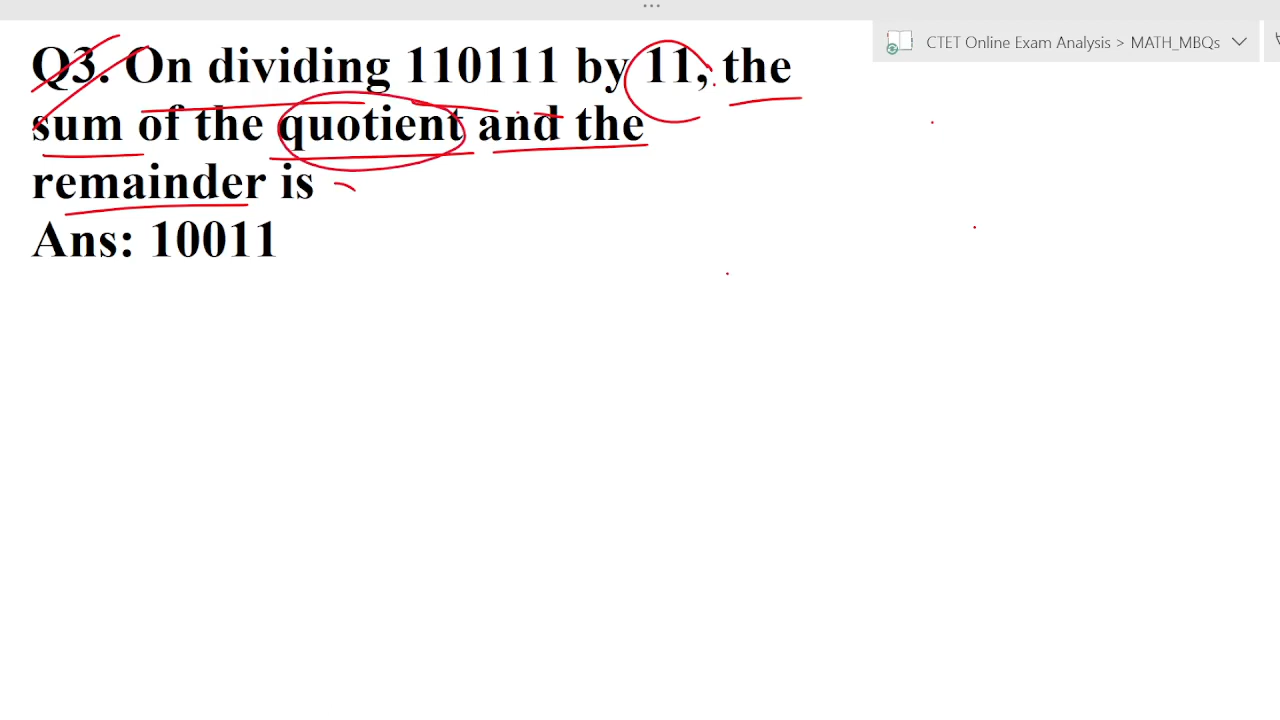 CTET Online Exam Analysis > MATH_MBQs
Q3. On dividing 110111 by 11, the
sum of the quotient and the
remainder is
Ans: 10011